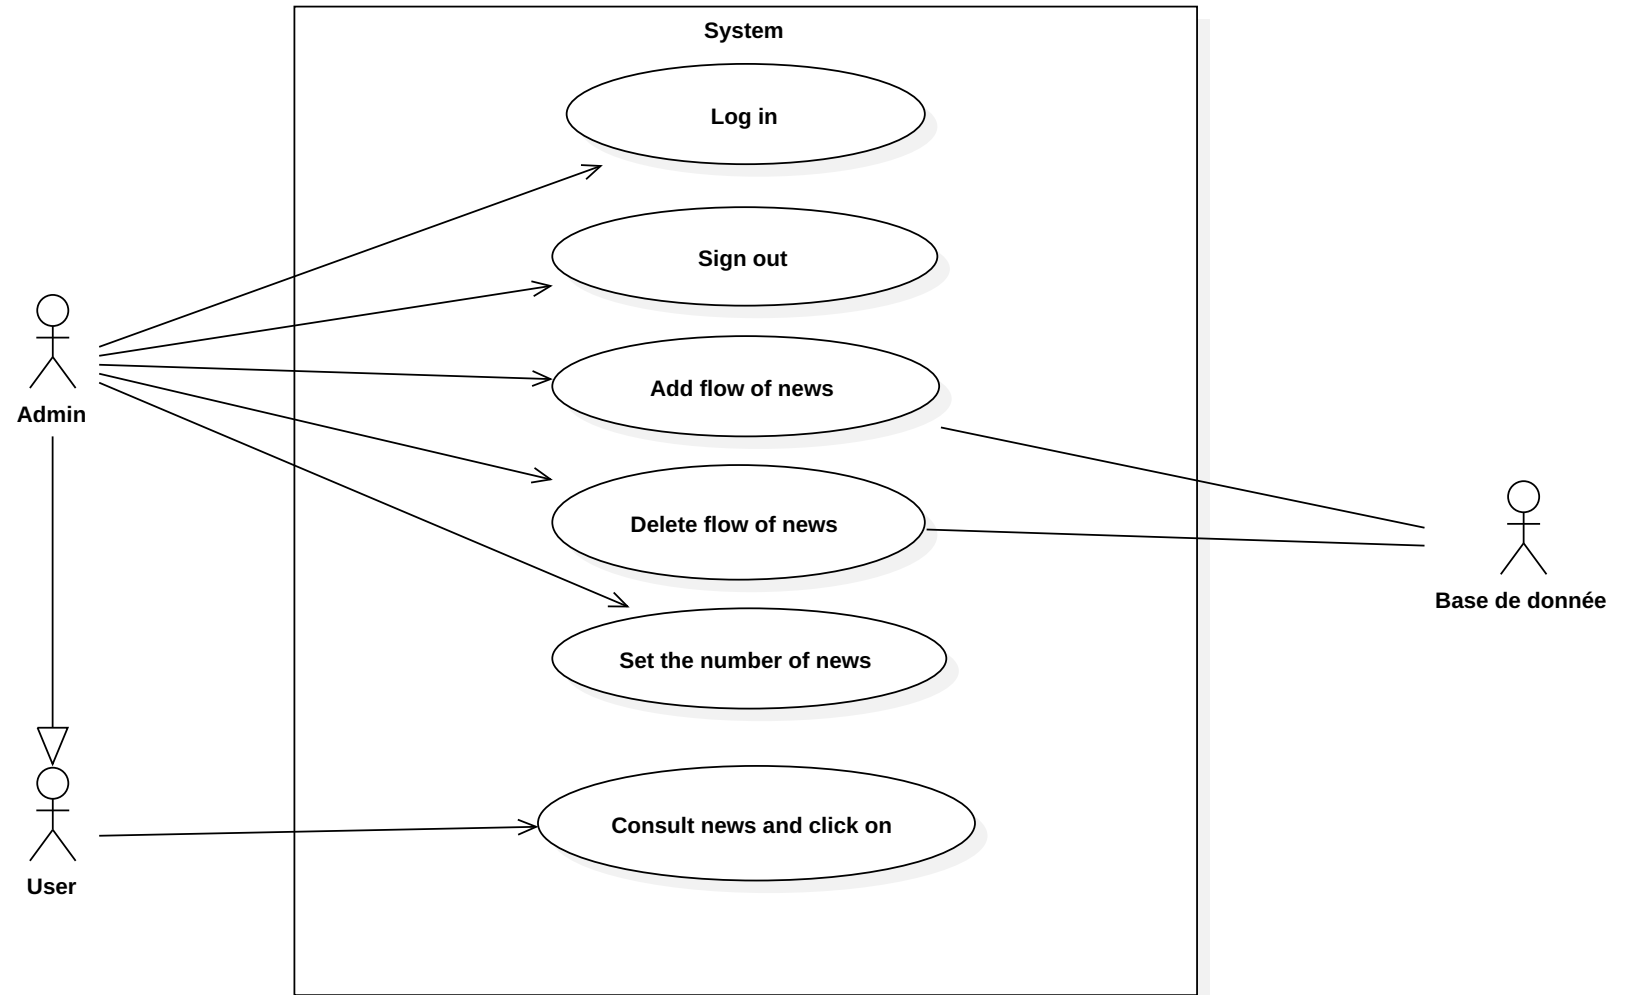 System
Log in
Sign out
Add flow of news
Admin
Delete flow of news
Base de donnée
Set the number of news
Consult news and click on
User